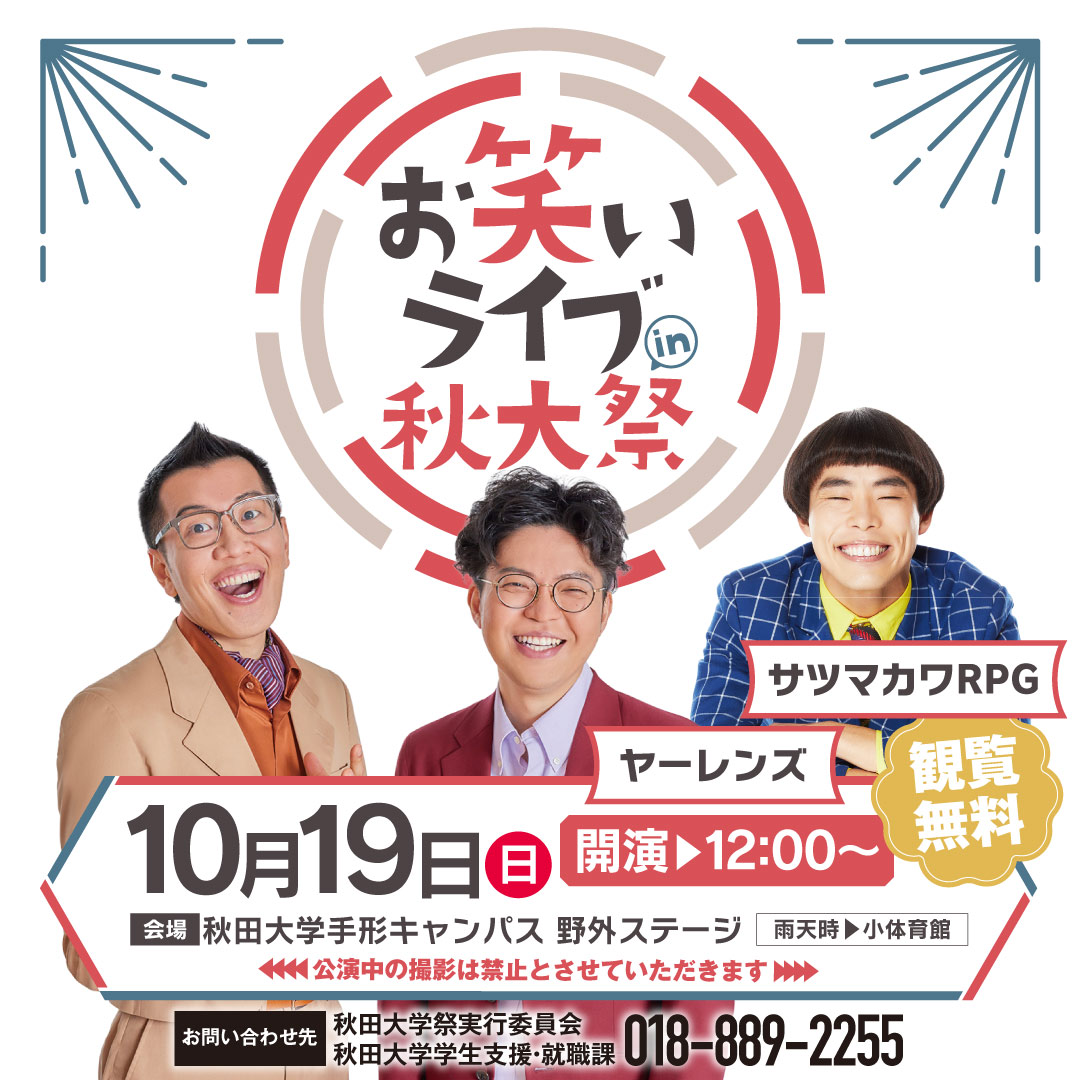 お笑い
ライブin
秋大祭
サツマカワRPG
ヤーレンズ
観覧
無料
10月19日(日)
開演▶12:00〜
会場 秋田大学手形キャンパス 野外ステージ 雨天時▶小体育館
公演中の撮影は禁止とさせていただきます
お問い合わせ先
秋田大学祭実行委員会
秋田大学学生支援・就職課
018-889-2255